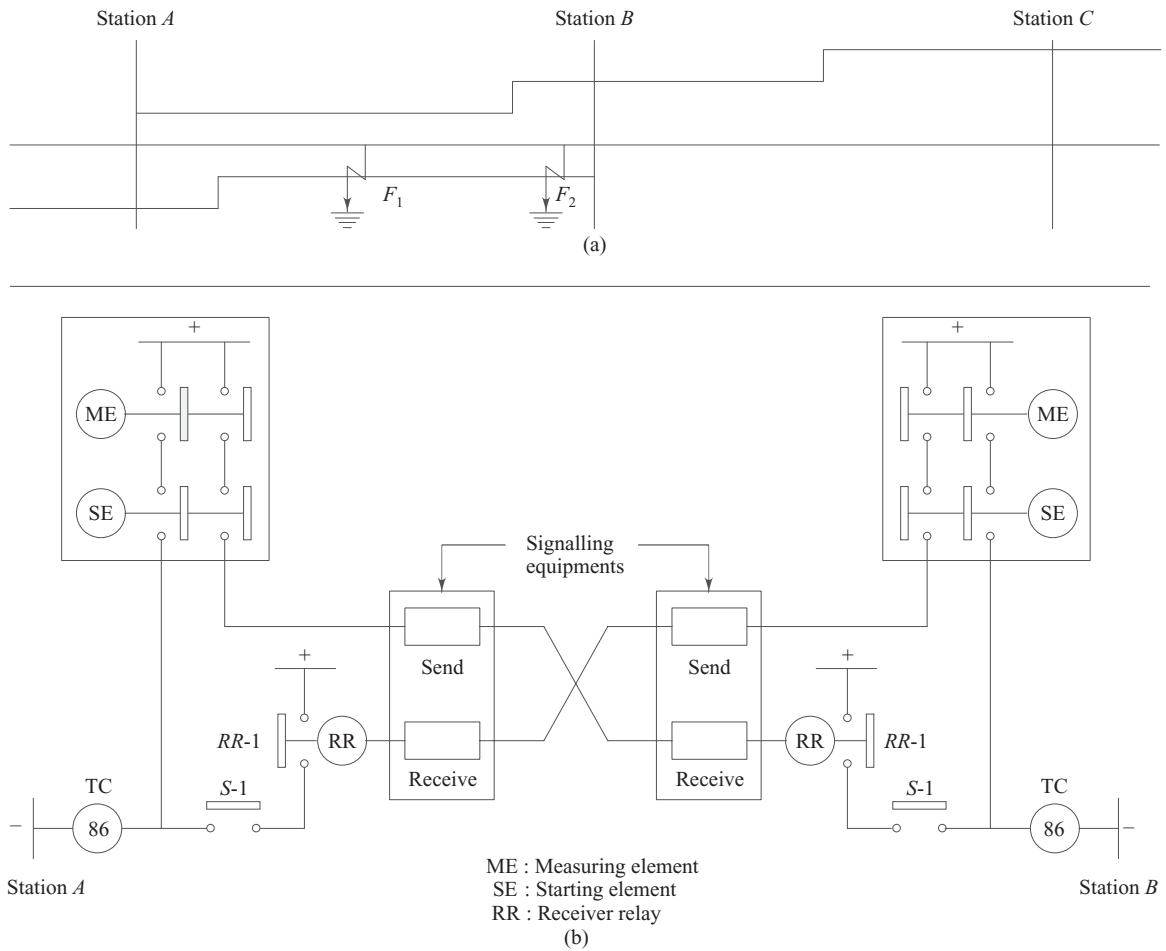 Station A
Station B
Station C
F1
F2
(a)
+
+
ME
ME
SE
SE
Signalling
equipments
Send
Send
+
+
RR-1
RR
RR
RR-1
Receive
Receive
TC
S-1
S-1
TC
−
86
86
−
Station A
Station B
ME : Measuring element
SE : Starting element
RR : Receiver relay
(b)